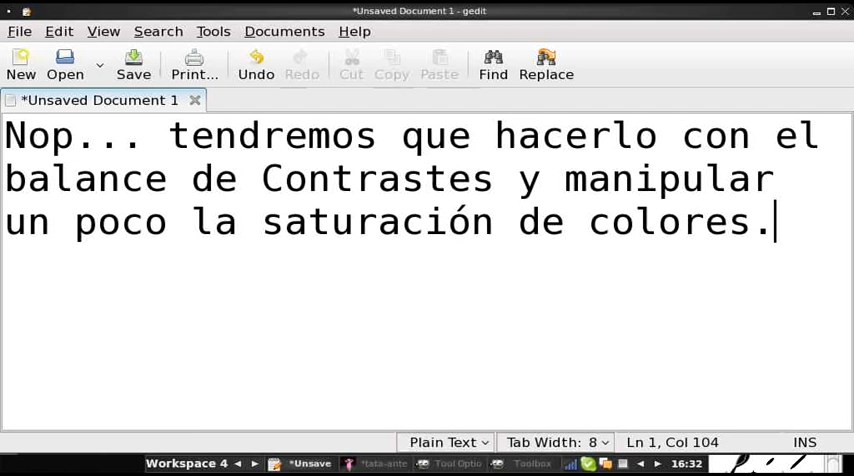 *Unsaved Document 1 - gedit
File Edit View Search Tools Documents Help
New Open Save Print... Undo Redo Cut Copy Paste Find Replace
*Unsaved Document 1
Nop... tendremos que hacerlo con el
balance de Contrastes y manipular
un poco la saturación de colores.
Plain Text Tab Width: 8 Ln 1, Col 104 INS
Workspace 4 *Unsave *tata-ante Tool Optio Toolbox 16:32